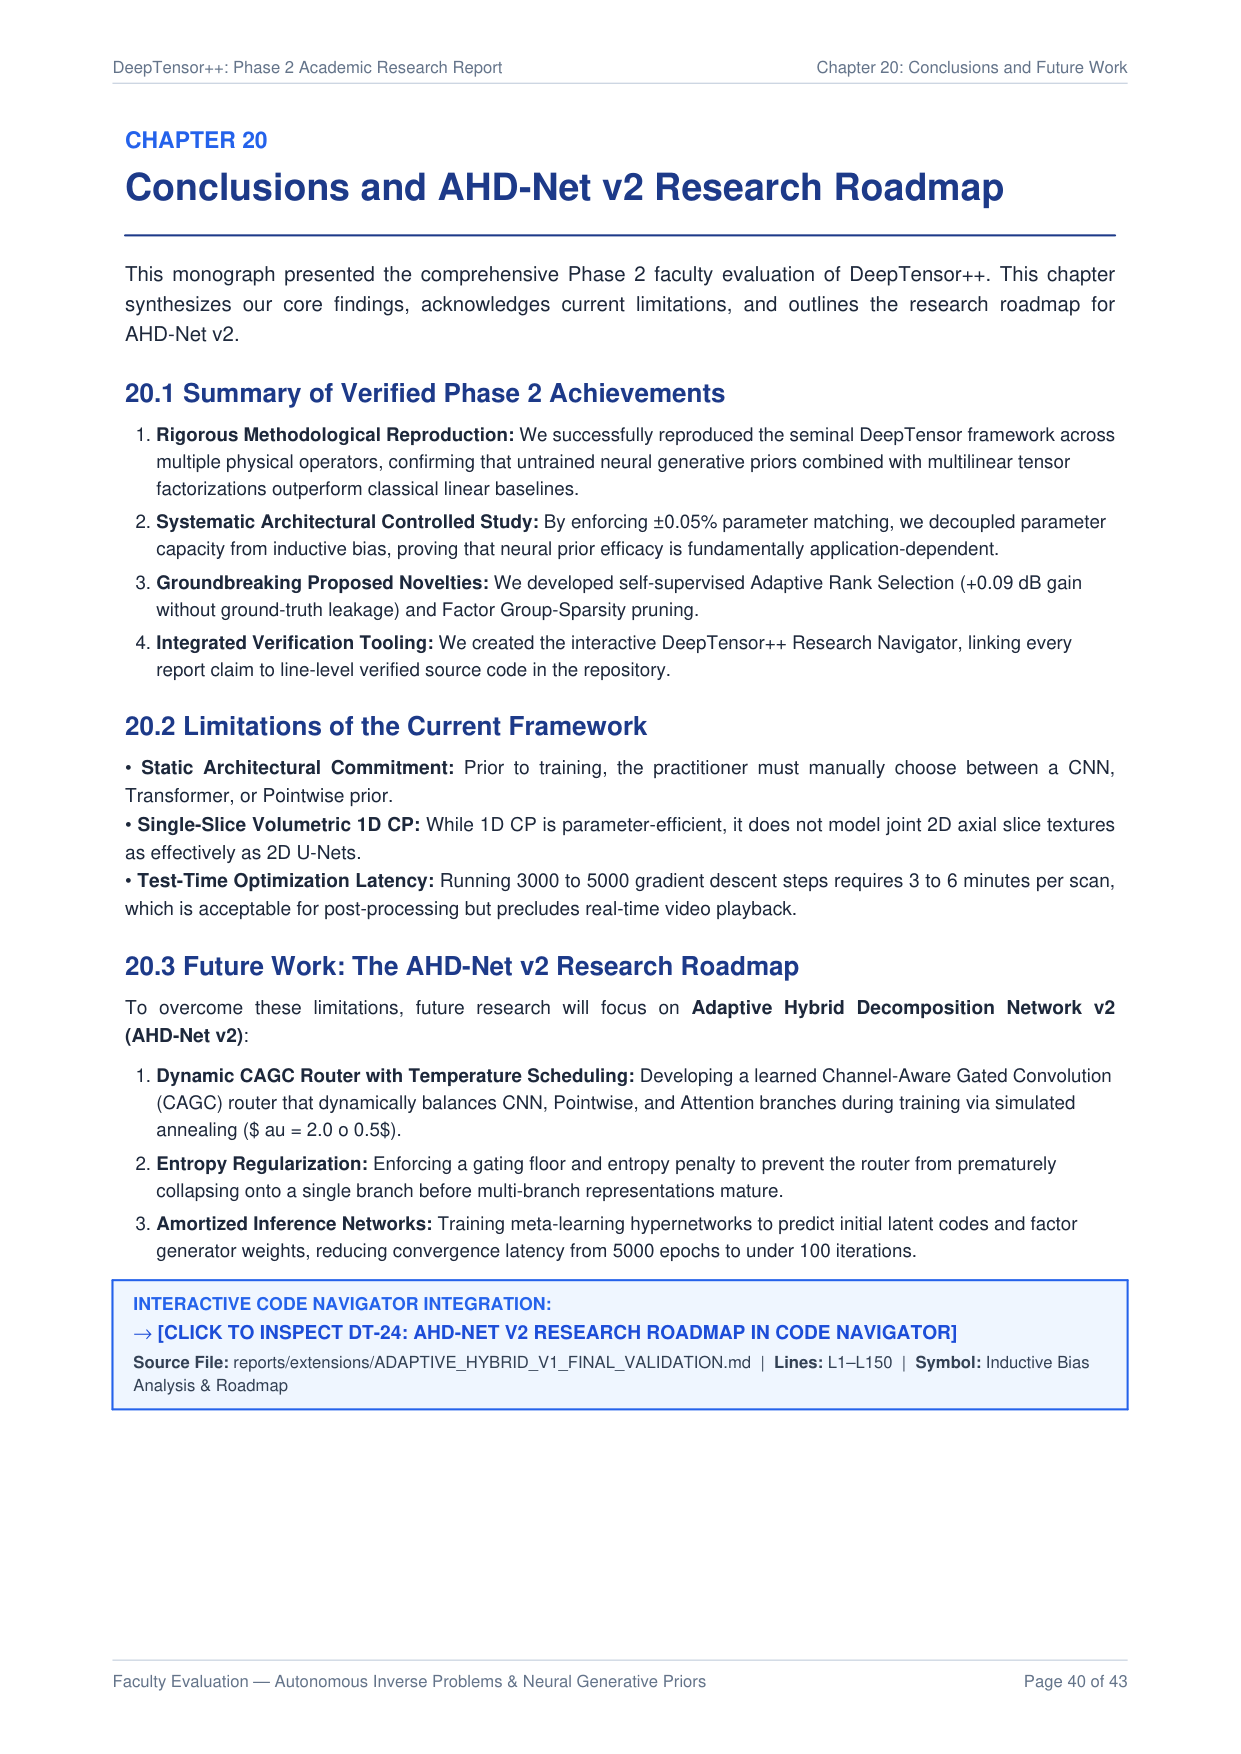 DeepTensor++: Phase 2 Academic Research Report
Chapter 20: Conclusions and Future Work
CHAPTER 20
Conclusions and AHD-Net v2 Research Roadmap
This monograph presented the comprehensive Phase 2 faculty evaluation of DeepTensor++. This chapter
synthesizes our core findings, acknowledges current limitations, and outlines the research roadmap for
AHD-Net v2.
20.1 Summary of Verified Phase 2 Achievements
1. Rigorous Methodological Reproduction: We successfully reproduced the seminal DeepTensor framework across
multiple physical operators, confirming that untrained neural generative priors combined with multilinear tensor
factorizations outperform classical linear baselines.
2. Systematic Architectural Controlled Study: By enforcing ±0.05% parameter matching, we decoupled parameter
capacity from inductive bias, proving that neural prior efficacy is fundamentally application-dependent.
3. Groundbreaking Proposed Novelties: We developed self-supervised Adaptive Rank Selection (+0.09 dB gain
without ground-truth leakage) and Factor Group-Sparsity pruning.
4. Integrated Verification Tooling: We created the interactive DeepTensor++ Research Navigator, linking every
report claim to line-level verified source code in the repository.
20.2 Limitations of the Current Framework
• Static Architectural Commitment: Prior to training, the practitioner must manually choose between a CNN,
Transformer, or Pointwise prior.
• Single-Slice Volumetric 1D CP: While 1D CP is parameter-efficient, it does not model joint 2D axial slice textures
as effectively as 2D U-Nets.
• Test-Time Optimization Latency: Running 3000 to 5000 gradient descent steps requires 3 to 6 minutes per scan,
which is acceptable for post-processing but precludes real-time video playback.
20.3 Future Work: The AHD-Net v2 Research Roadmap
To overcome these limitations, future research will focus on Adaptive Hybrid Decomposition Network v2
(AHD-Net v2):
1. Dynamic CAGC Router with Temperature Scheduling: Developing a learned Channel-Aware Gated Convolution
(CAGC) router that dynamically balances CNN, Pointwise, and Attention branches during training via simulated
annealing ($ au = 2.0 o 0.5$).
2. Entropy Regularization: Enforcing a gating floor and entropy penalty to prevent the router from prematurely
collapsing onto a single branch before multi-branch representations mature.
3. Amortized Inference Networks: Training meta-learning hypernetworks to predict initial latent codes and factor
generator weights, reducing convergence latency from 5000 epochs to under 100 iterations.
INTERACTIVE CODE NAVIGATOR INTEGRATION:
→ [CLICK TO INSPECT DT-24: AHD-NET V2 RESEARCH ROADMAP IN CODE NAVIGATOR]
Source File: reports/extensions/ADAPTIVE_HYBRID_V1_FINAL_VALIDATION.md | Lines: L1–L150 | Symbol: Inductive Bias
Analysis & Roadmap
Faculty Evaluation — Autonomous Inverse Problems & Neural Generative Priors
Page 40 of 43